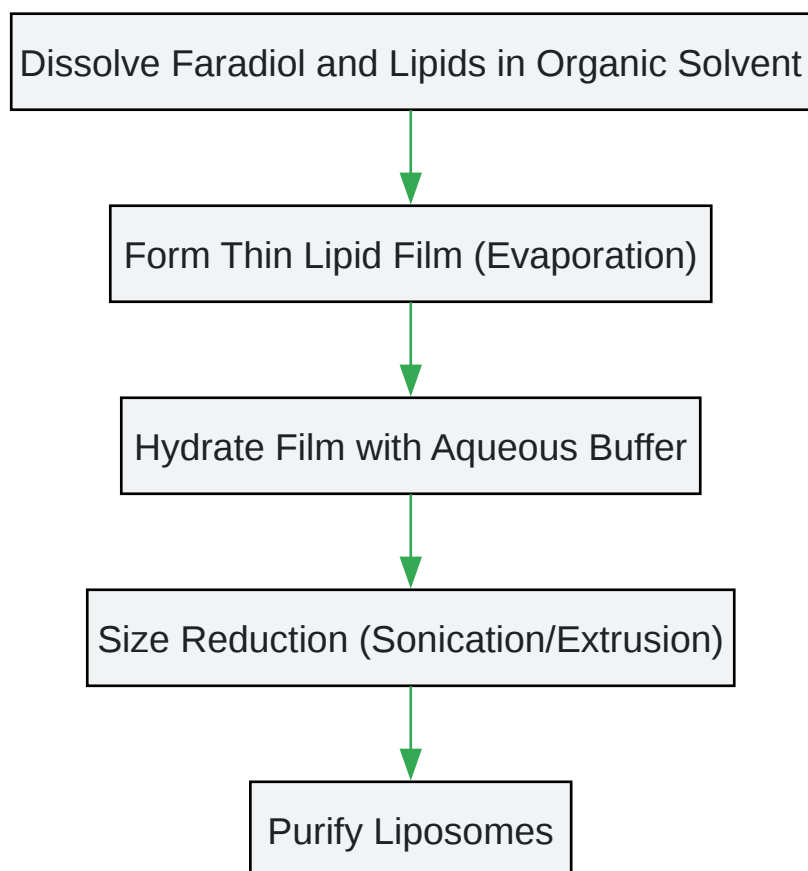 Dissolve Faradiol and Lipids in Organic Solvent
Form Thin Lipid Film (Evaporation)
Hydrate Film with Aqueous Buffer
Size Reduction (Sonication/Extrusion)
Purify Liposomes